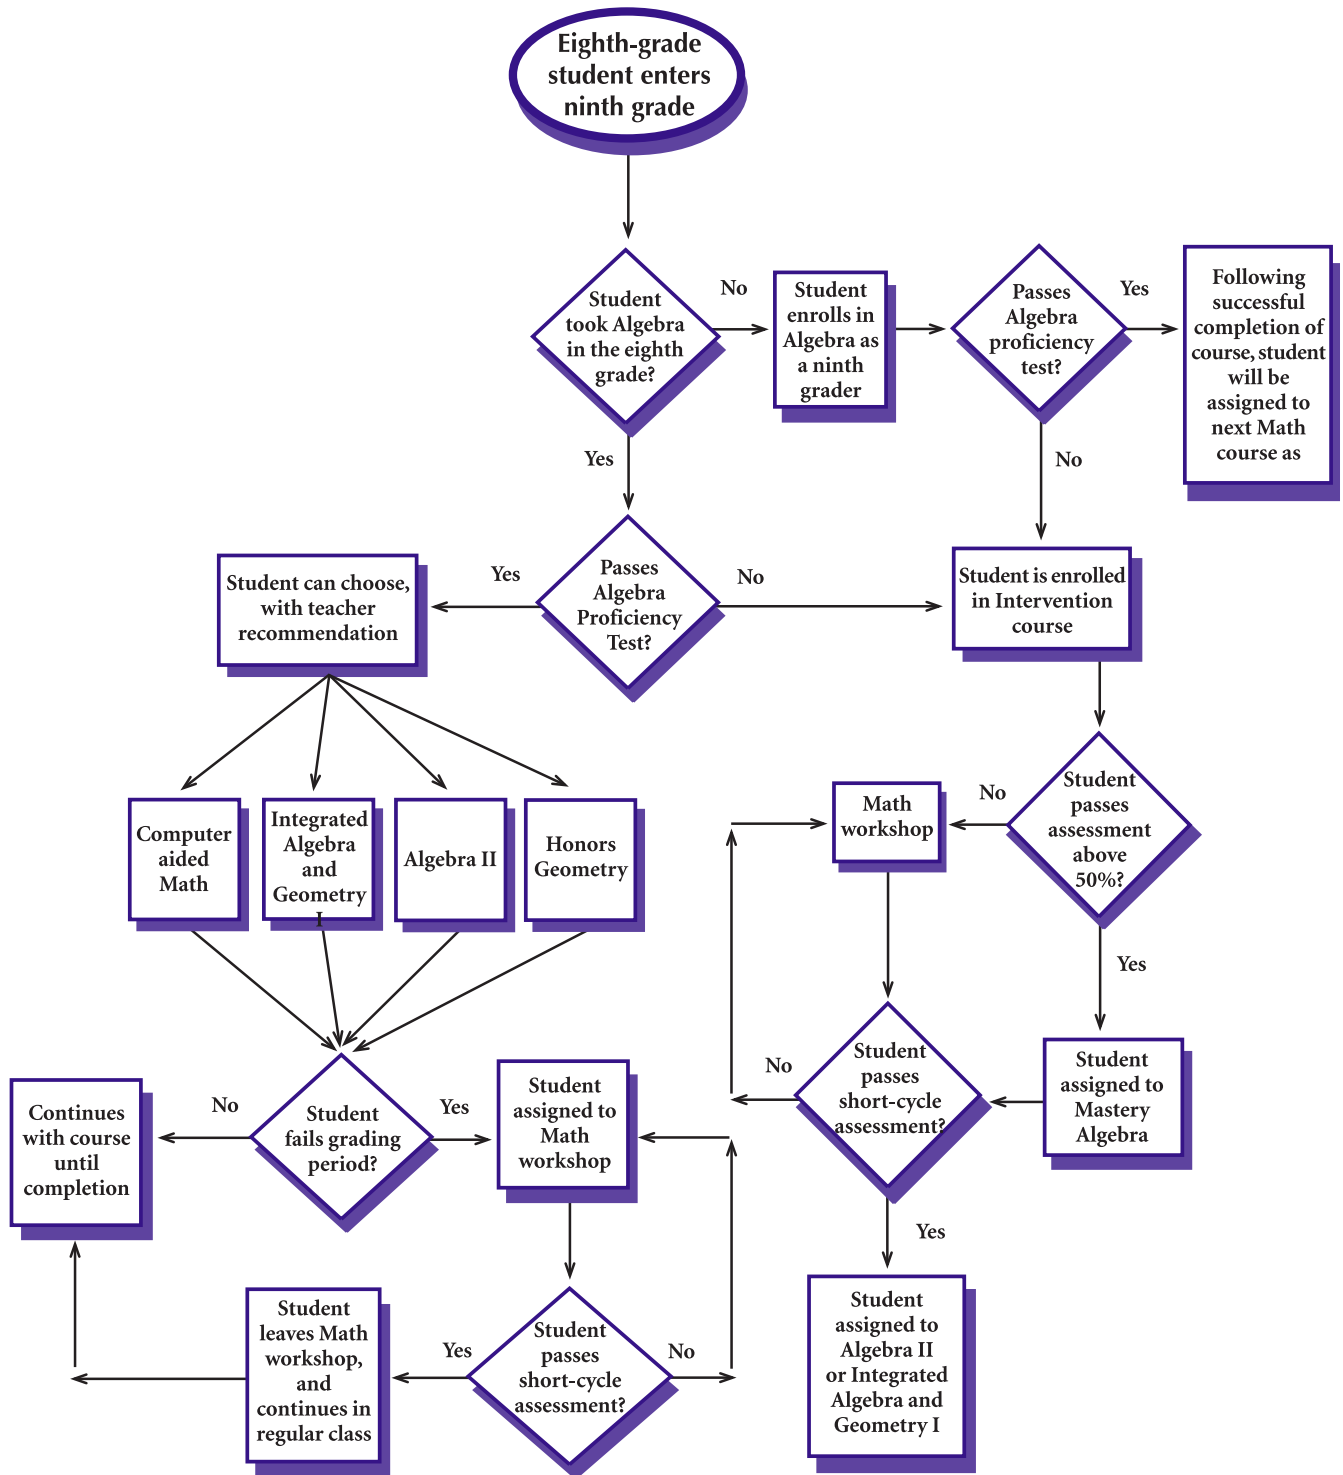 Eighth-grade
student enters
ninth grade
Student
took Algebra
in the eighth
grade?
No
Student
enrolls in
Algebra as
a ninth
grader
Passes
Algebra
proficiency
test?
Yes
Following
successful
completion of
course, student
will be
assigned to
next Math
course as
Yes
No
Student can choose,
with teacher
recommendation
Yes
Passes
Algebra
Proficiency
Test?
No
Student is enrolled
in Intervention
course
Computer
aided
Math
Integrated
Algebra
and
Geometry
I
Algebra II
Honors
Geometry
Math
workshop
No
Student
passes
assessment
above
50%?
Yes
Continues
with course
until
completion
No
Student
fails grading
period?
Yes
Student
assigned to
Math
workshop
No
Student
passes
short-cycle
assessment?
Student
assigned to
Mastery
Algebra
Yes
Student
leaves Math
workshop,
and
continues in
regular class
Yes
Student
passes
short-cycle
assessment?
No
Student
assigned to
Algebra II
or Integrated
Algebra and
Geometry I